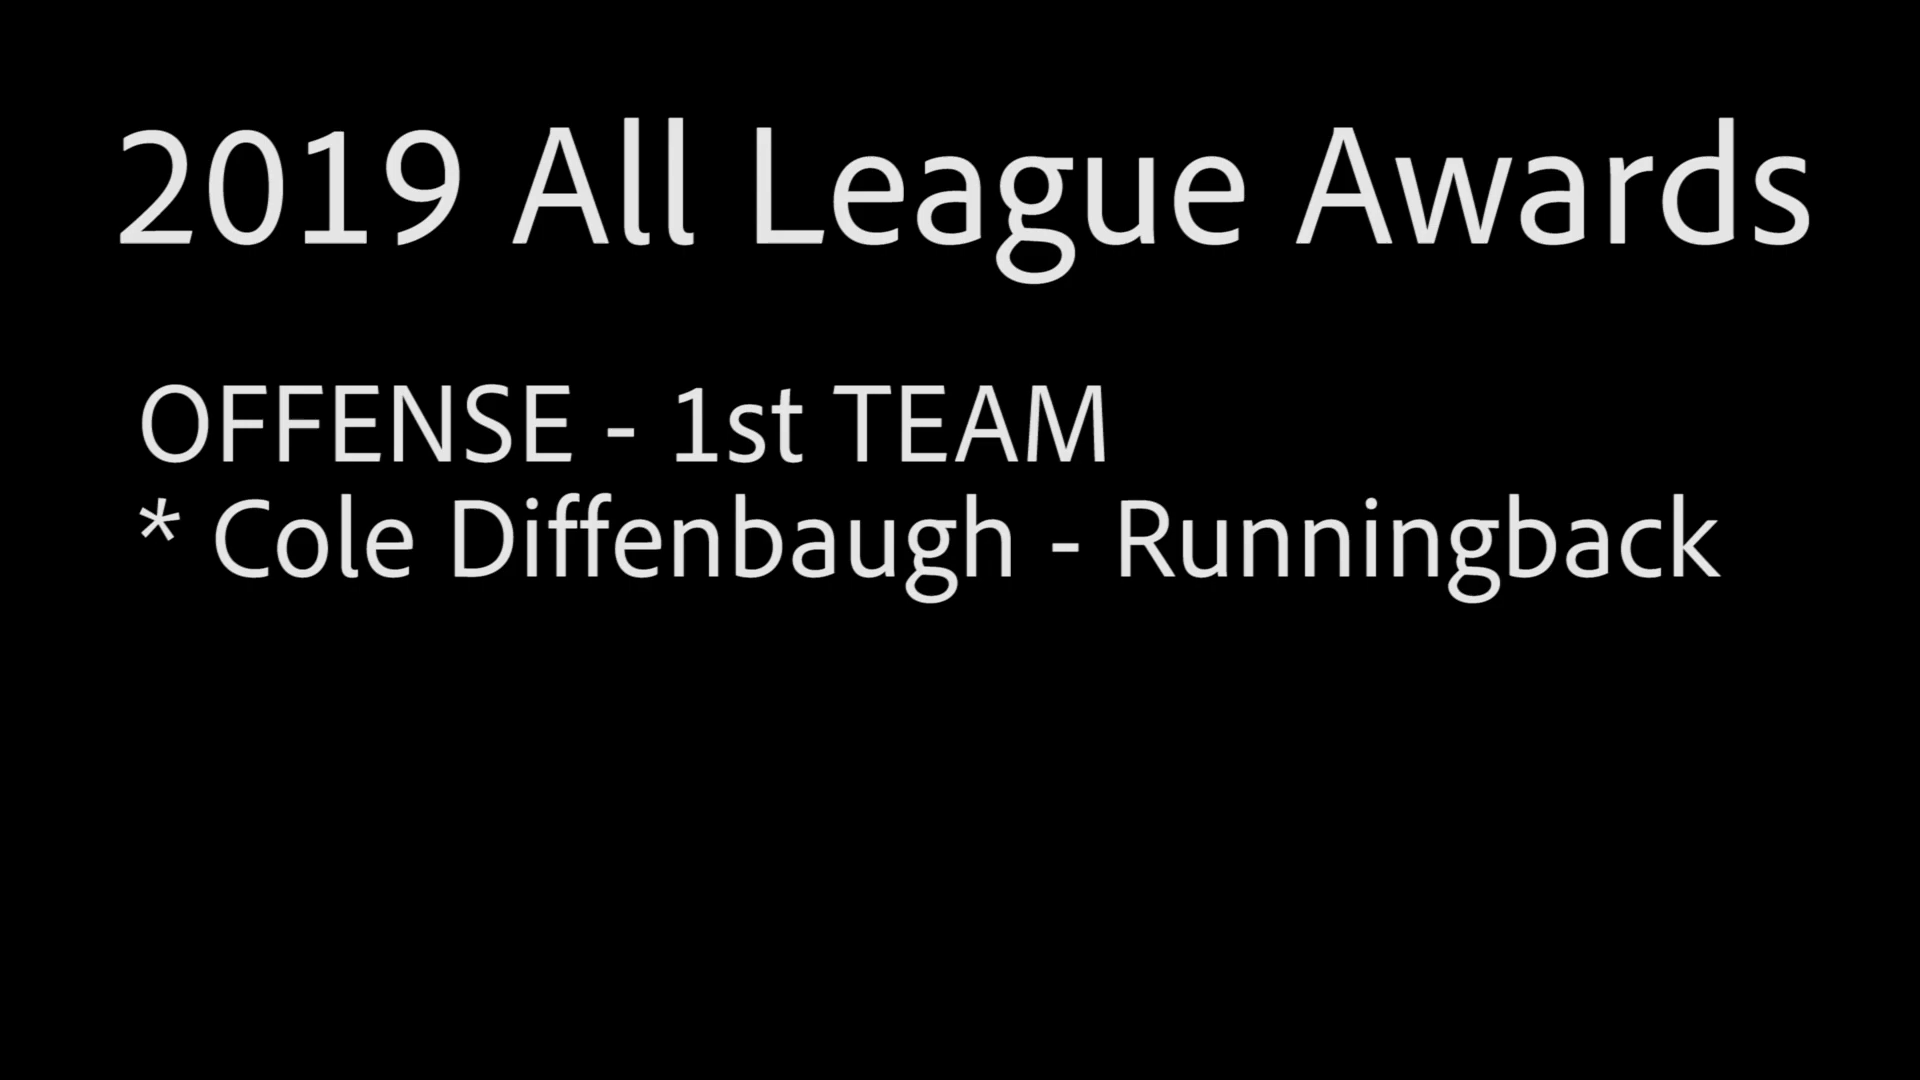 2019 All League Awards
OFFENSE - 1st TEAM
* Cole Diffenbaugh - Runningback